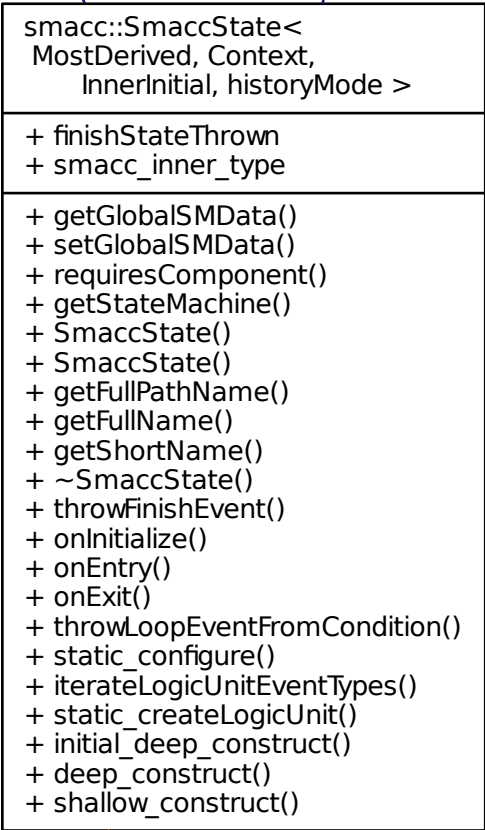 smacc::SmaccState<
MostDerived, Context,
InnerInitial, historyMode >
+ finishStateThrown
+ smacc_inner_type
+ getGlobalSMData()
+ setGlobalSMData()
+ requiresComponent()
+ getStateMachine()
+ SmaccState()
+ SmaccState()
+ getFullPathName()
+ getFullName()
+ getShortName()
+ ~SmaccState()
+ throwFinishEvent()
+ onInitialize()
+ onEntry()
+ onExit()
+ throwLoopEventFromCondition()
+ static_configure()
+ iterateLogicUnitEventTypes()
+ static_createLogicUnit()
+ initial_deep_construct()
+ deep_construct()
+ shallow_construct()